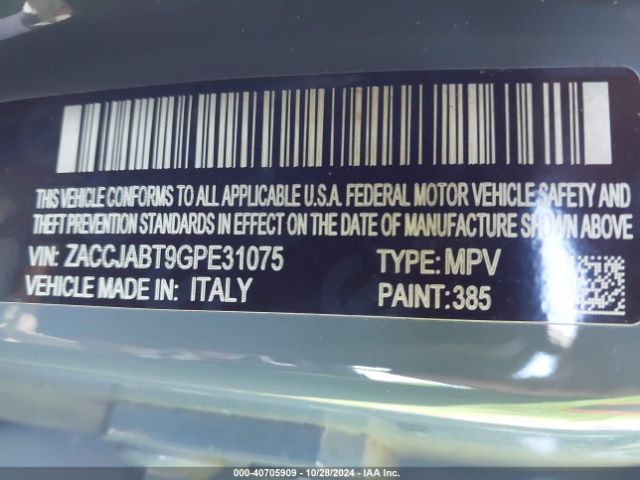 THIS VEHICLE CONFORMS TO ALL APPLICABLE U.S.A. FEDERAL MOTOR VEHICLE SAFETY AND
THEFT PREVENTION STANDARDS IN EFFECT ON THE DATE OF MANUFACTURE SHOWN ABOVE
VIN: ZACCJABT9GPE31075 TYPE: MPV
VEHICLE MADE IN: ITALY PAINT: 385
000-40705909 - 10/28/2024 - IAA Inc.